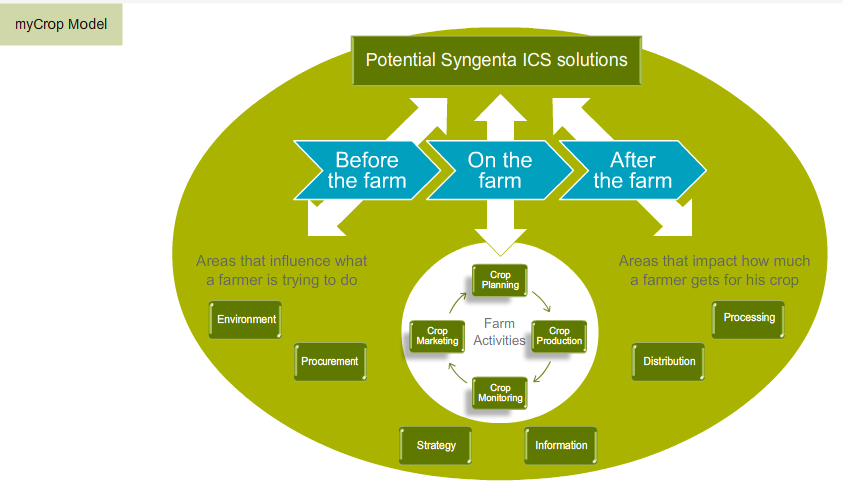 myCrop Model
Potential Syngenta ICS solutions
Before
the farm
On the
farm
After
the farm
Areas that influence what
a farmer is trying to do
Environment
Procurement
Crop
Planning
Farm
Activities
Crop
Marketing
Crop
Production
Crop
Monitoring
Areas that impact how much
a farmer gets for his crop
Processing
Distribution
Strategy
Information